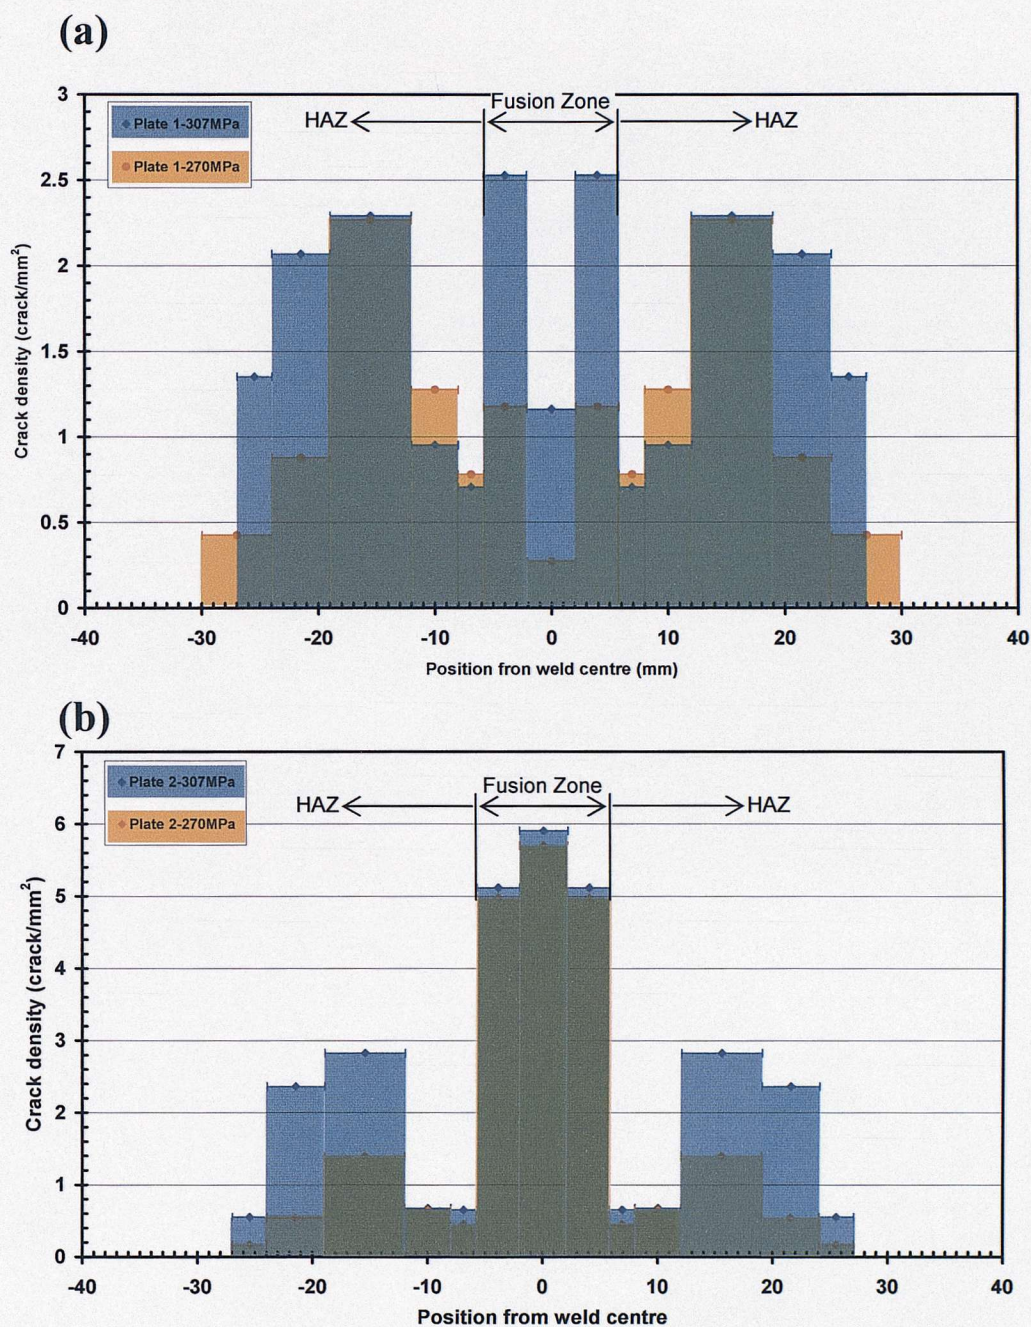 (a)
3
Fusion Zone
Plate 1-307MPa
HAZ
HAZ
Plate 1-270MPa
2.5
2
1.5
1
0.5
0
Crack density (crack/mm²)
-40 -30 -20 -10 0 10 20 30 40
Position fron weld centre (mm)
(b)
7
Plate 2-307MPa
Fusion Zone
HAZ
HAZ
Plate 2-270MPa
6
5
4
3
2
1
0
Crack density (crack/mm²)
-40 -30 -20 -10 0 10 20 30 40
Position from weld centre